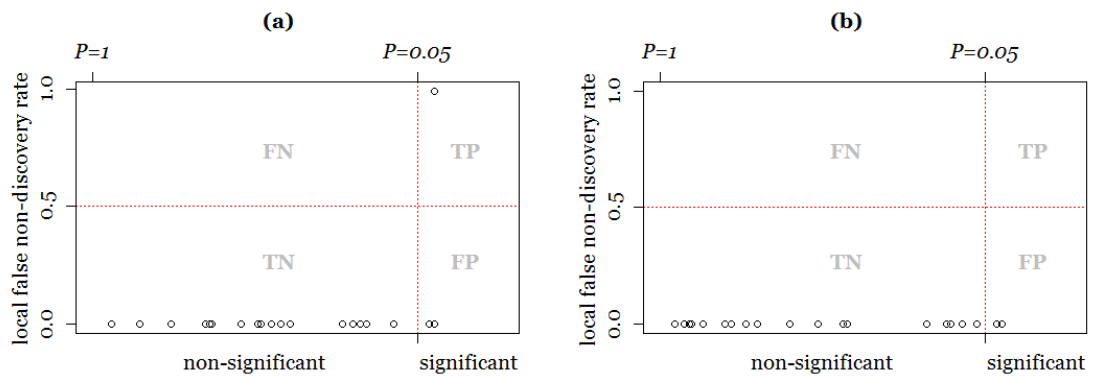 (a)
P=1
P=0.05
local false non-discovery rate
1.0
0.5
0.0
FN
TP
TN
FP
non-significant
significant
(b)
P=1
P=0.05
local false non-discovery rate
1.0
0.5
0.0
FN
TP
TN
FP
non-significant
significant